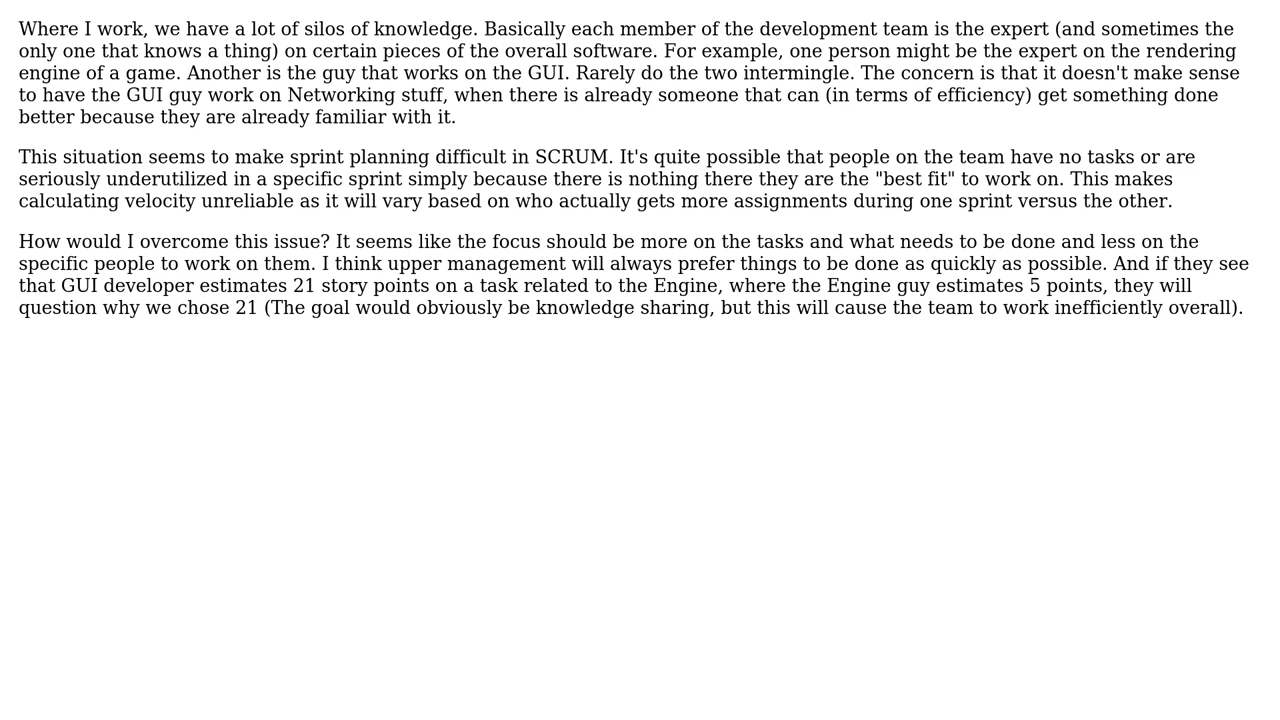 Where I work, we have a lot of silos of knowledge. Basically each member of the development team is the expert (and sometimes the
only one that knows a thing) on certain pieces of the overall software. For example, one person might be the expert on the rendering
engine of a game. Another is the guy that works on the GUI. Rarely do the two intermingle. The concern is that it doesn't make sense
to have the GUI guy work on Networking stuff, when there is already someone that can (in terms of efficiency) get something done
better because they are already familiar with it.
This situation seems to make sprint planning difficult in SCRUM. It's quite possible that people on the team have no tasks or are
seriously underutilized in a specific sprint simply because there is nothing there they are the "best fit" to work on. This makes
calculating velocity unreliable as it will vary based on who actually gets more assignments during one sprint versus the other.
How would I overcome this issue? It seems like the focus should be more on the tasks and what needs to be done and less on the
specific people to work on them. I think upper management will always prefer things to be done as quickly as possible. And if they see
that GUI developer estimates 21 story points on a task related to the Engine, where the Engine guy estimates 5 points, they will
question why we chose 21 (The goal would obviously be knowledge sharing, but this will cause the team to work inefficiently overall).